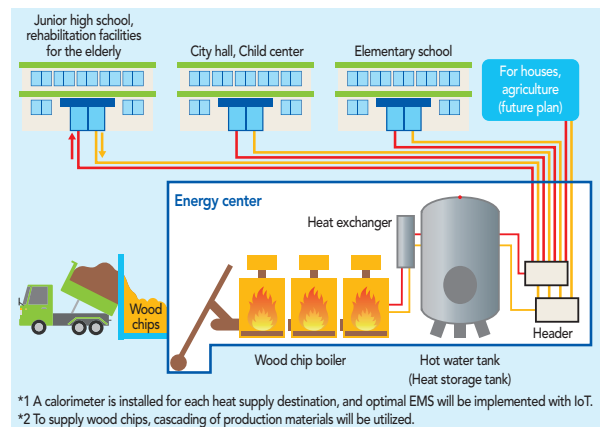 Junior high school,
rehabilitation facilities
for the elderly
City hall, Child center
Elementary school
For houses,
agriculture
(future plan)
Energy center
Heat exchanger
Wood
chips
Wood chip boiler
Hot water tank
(Heat storage tank)
Header
*1 A calorimeter is installed for each heat supply destination, and optimal EMS will be implemented with IoT.
*2 To supply wood chips, cascading of production materials will be utilized.